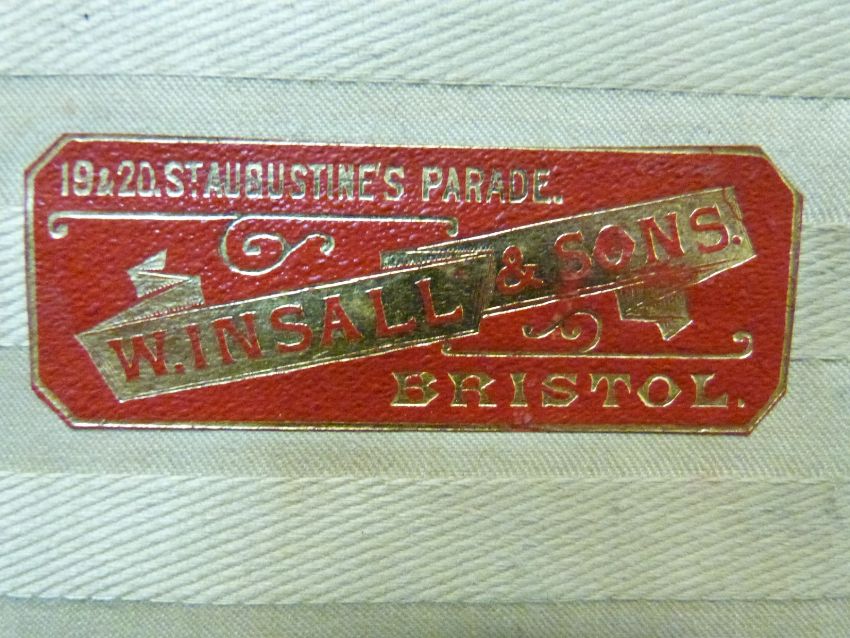 19 & 20. ST AUGUSTINE'S PARADE.
W. INSALL & SONS.
BRISTOL.